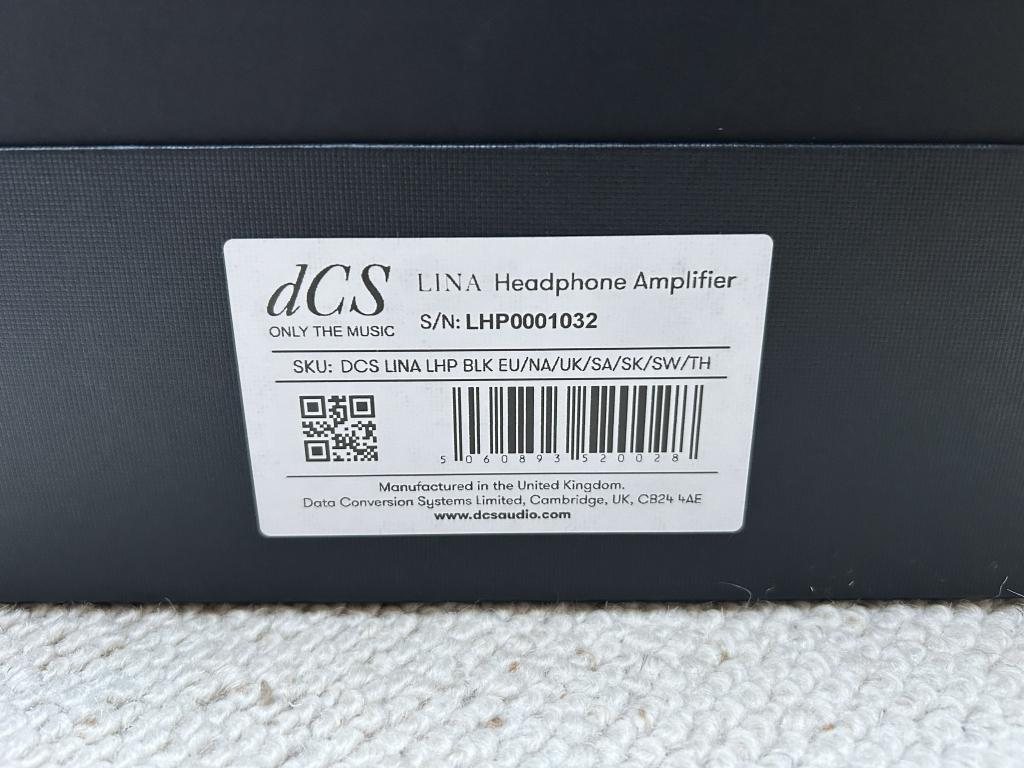 dCS
ONLY THE MUSIC
LINA Headphone Amplifier
S/N: LHP0001032
SKU: DCS LINA LHP BLK EU/NA/UK/SA/SK/SW/TH
5 060893 520028
Manufactured in the United Kingdom.
Data Conversion Systems Limited, Cambridge, UK, CB24 4AE
www.dcsaudio.com